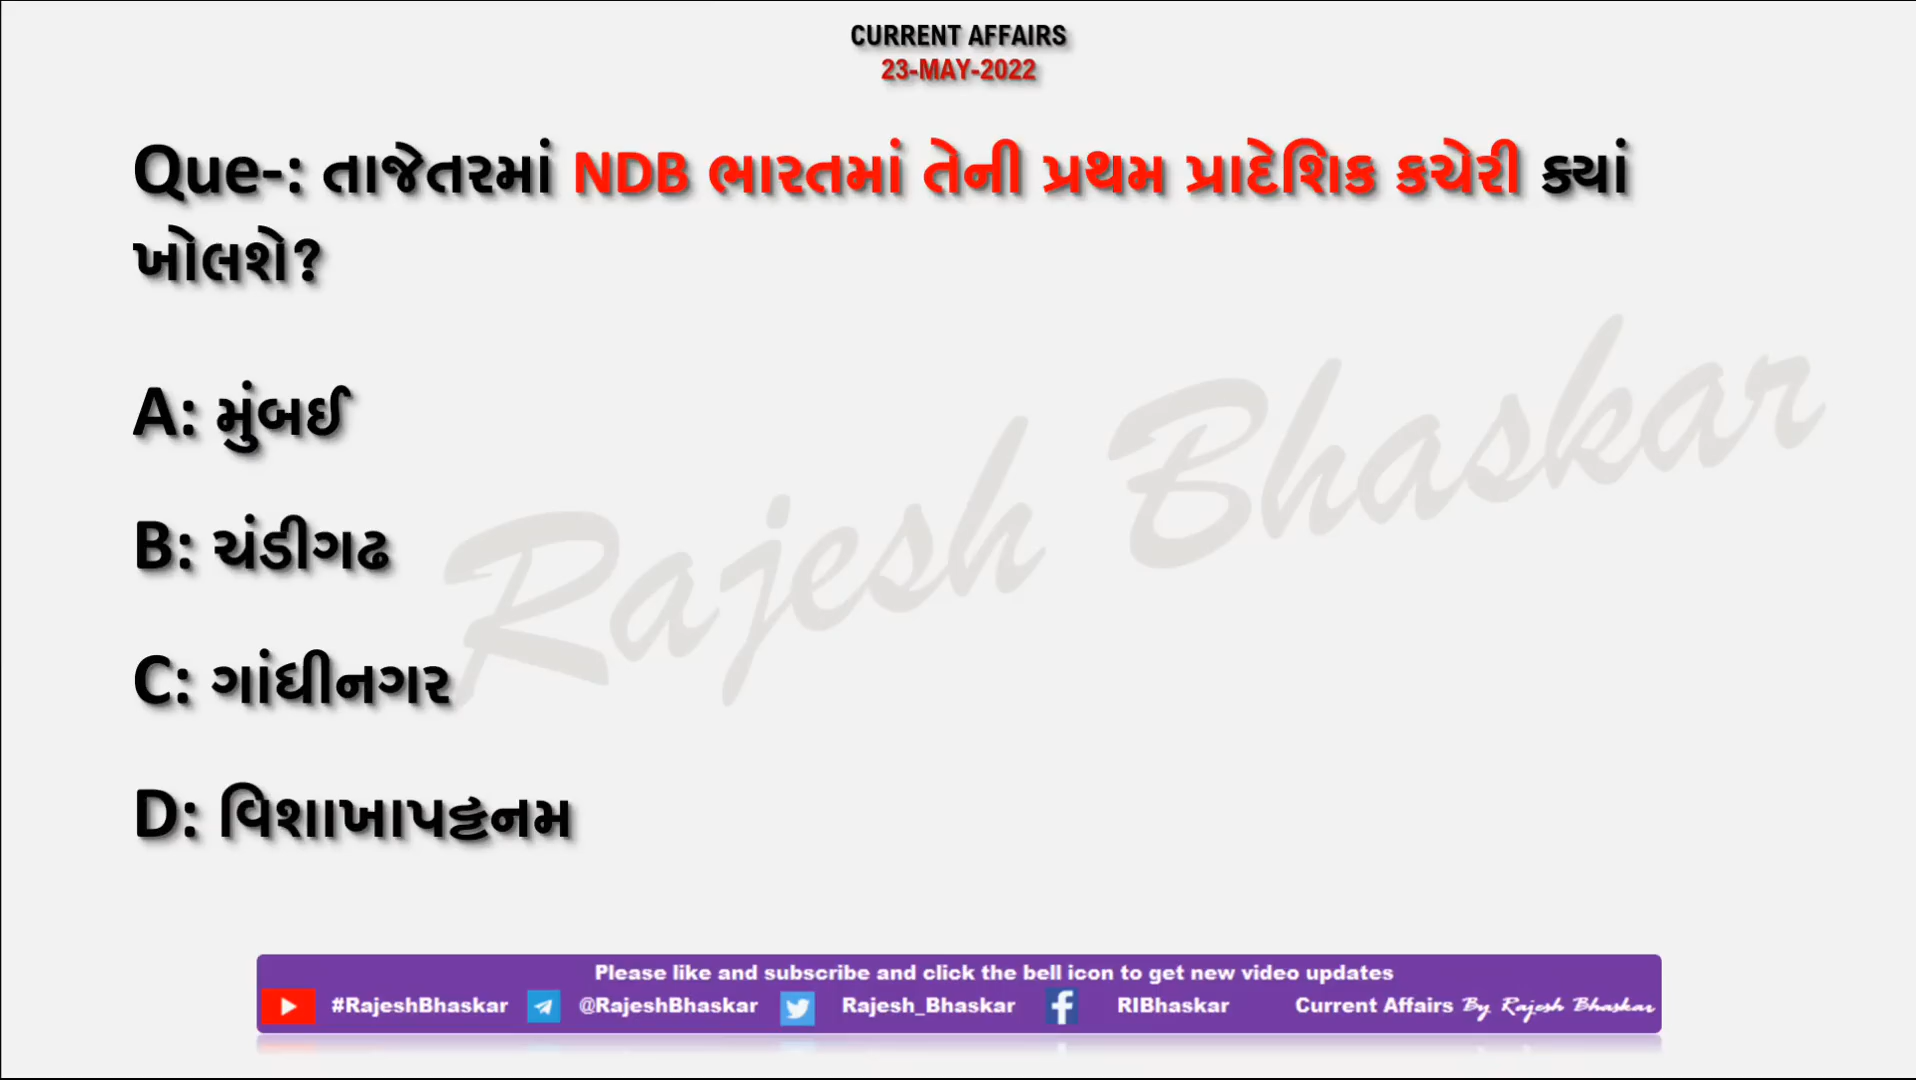 CURRENT AFFAIRS
23-MAY-2022
Que-: તાજેતરમાં NDB ભારતમાં તેની પ્રથમ પ્રાદેશિક કચેરી ક્યાં
ખોલશે?
A: મુંબઈ
B: ચંડીગઢ
C: ગાંધીનગર
D: વિશાખાપટ્ટનમ
Rajesh Bhaskar
Please like and subscribe and click the bell icon to get new video updates
#RajeshBhaskar @RajeshBhaskar Rajesh_Bhaskar RIBhaskar Current Affairs By Rajesh Bhaskar